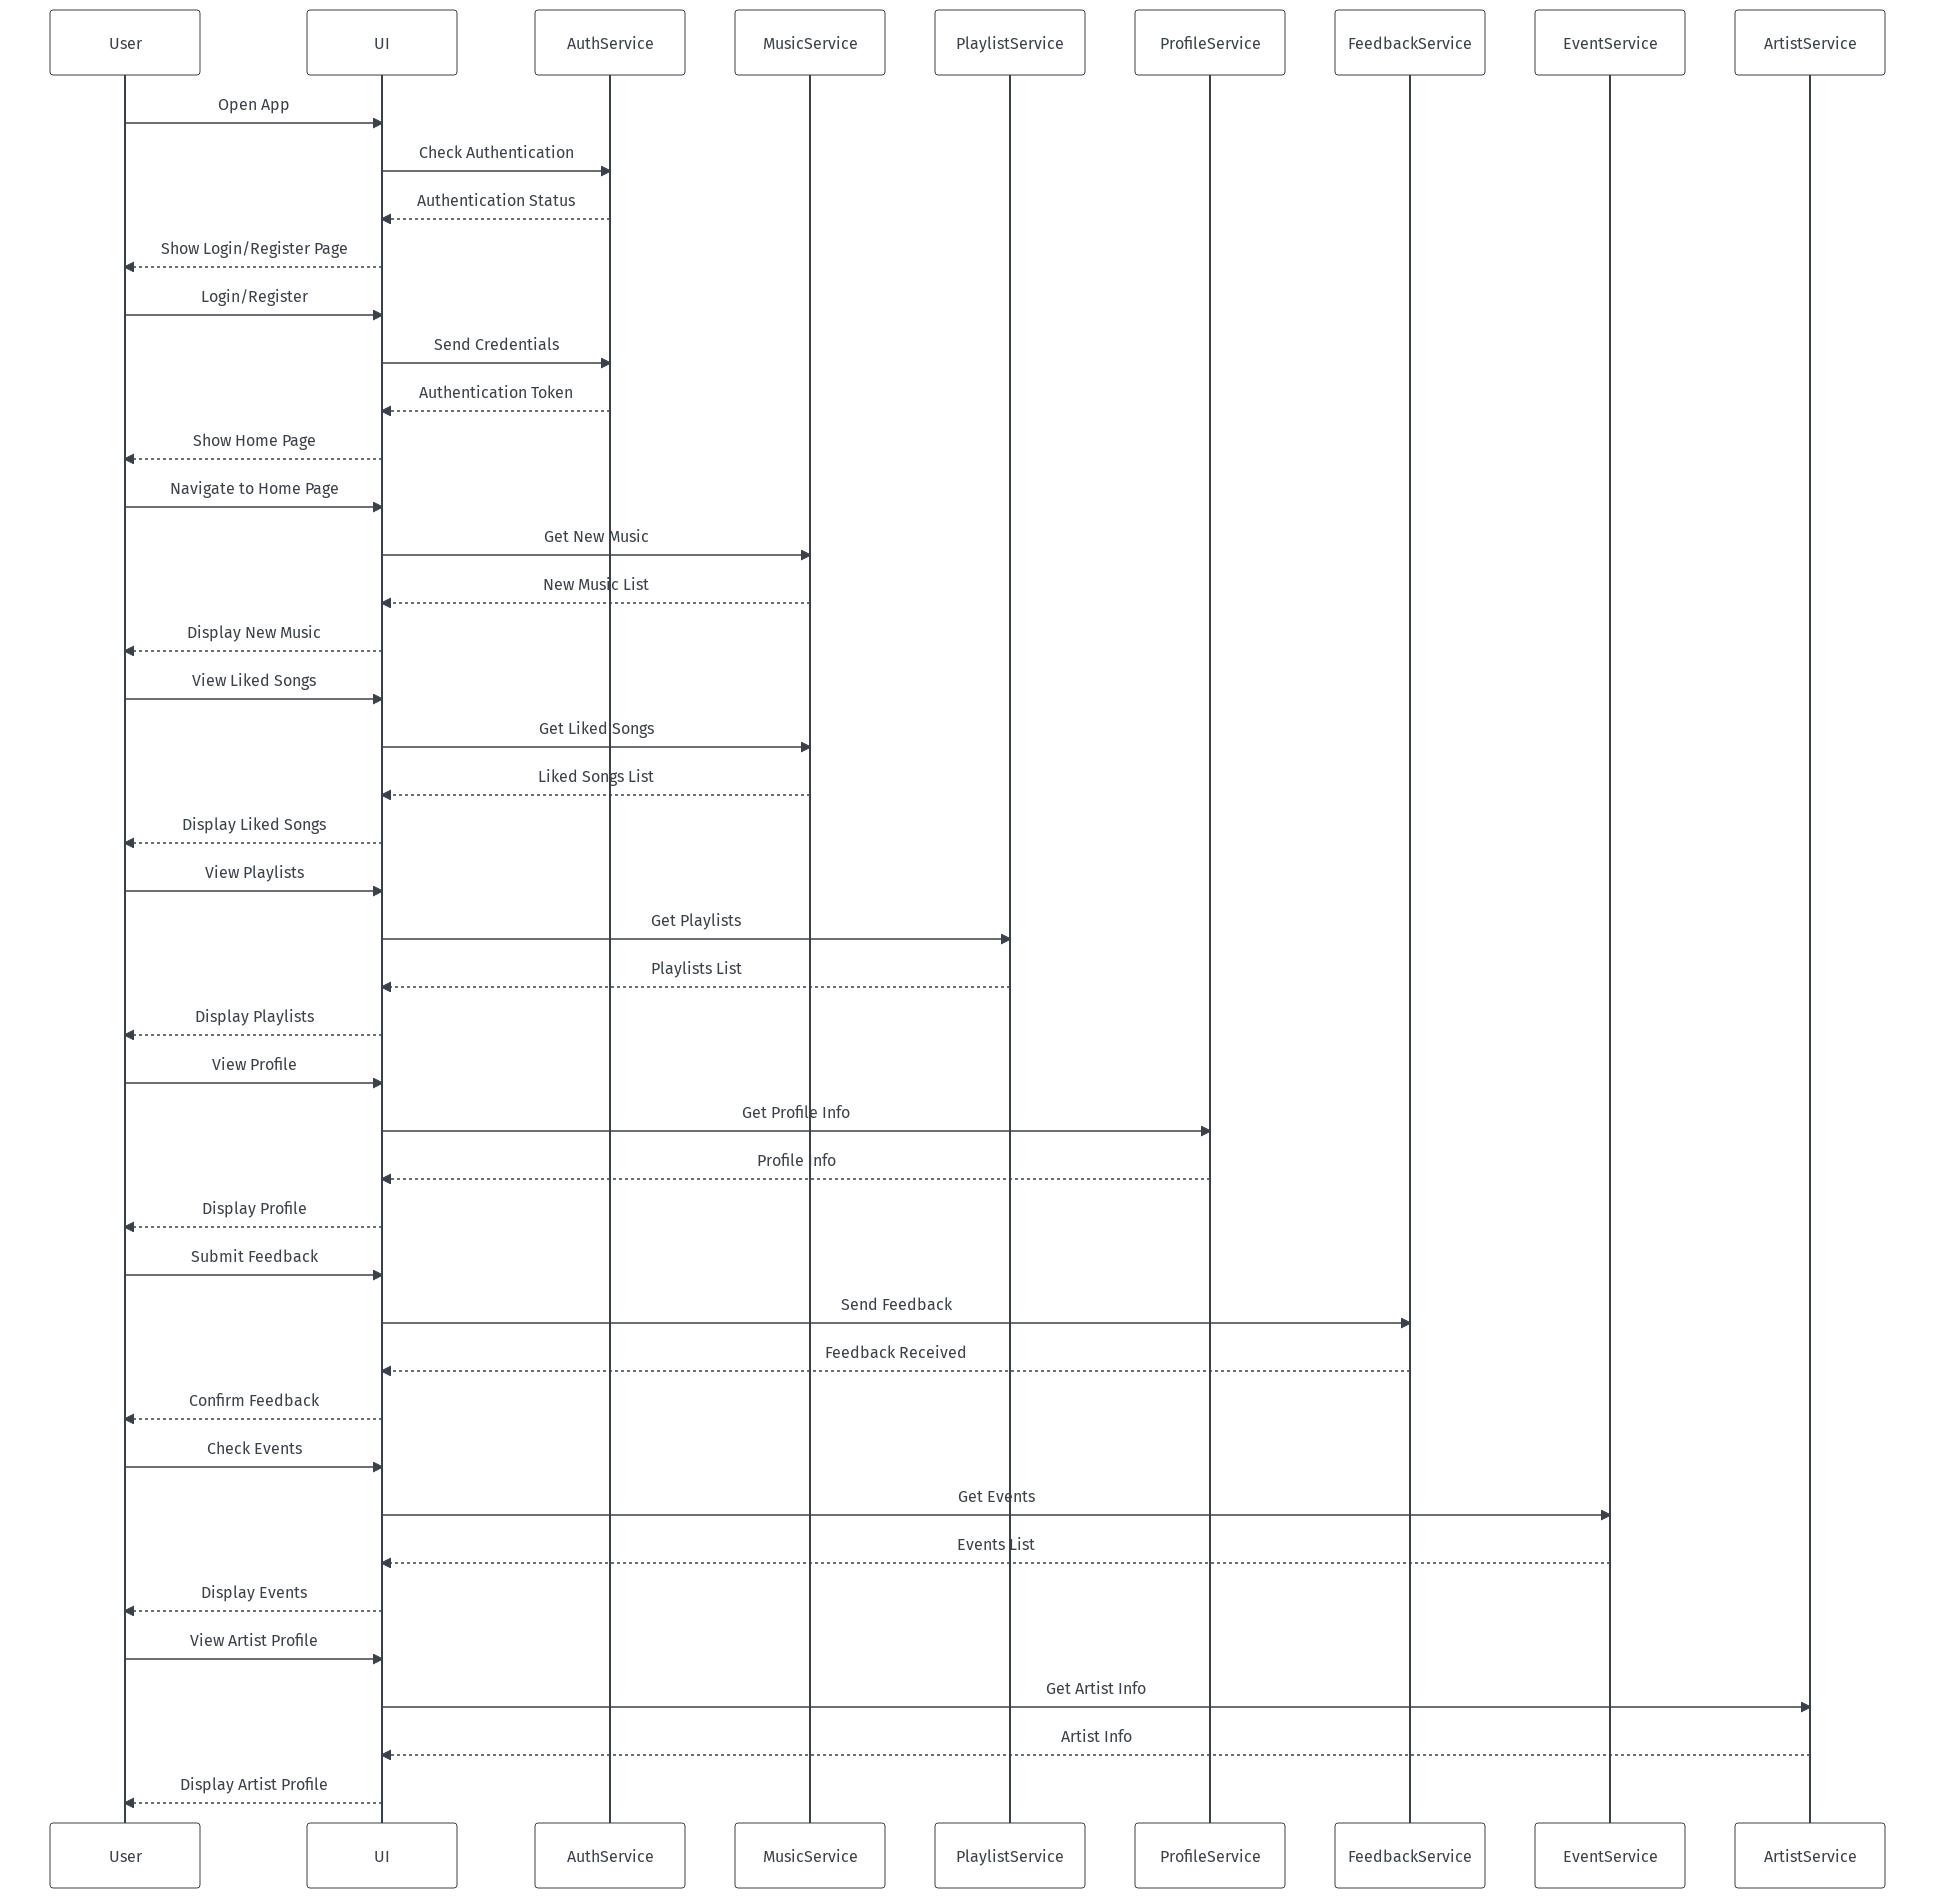 User
UI
AuthService
MusicService
PlaylistService
ProfileService
FeedbackService
EventService
ArtistService
Open App
Check Authentication
Authentication Status
Show Login/Register Page
Login/Register
Send Credentials
Authentication Token
Show Home Page
Navigate to Home Page
Get New Music
New Music List
Display New Music
View Liked Songs
Get Liked Songs
Liked Songs List
Display Liked Songs
View Playlists
Get Playlists
Playlists List
Display Playlists
View Profile
Get Profile Info
Profile Info
Display Profile
Submit Feedback
Send Feedback
Feedback Received
Confirm Feedback
Check Events
Get Events
Events List
Display Events
View Artist Profile
Get Artist Info
Artist Info
Display Artist Profile
User
UI
AuthService
MusicService
PlaylistService
ProfileService
FeedbackService
EventService
ArtistService